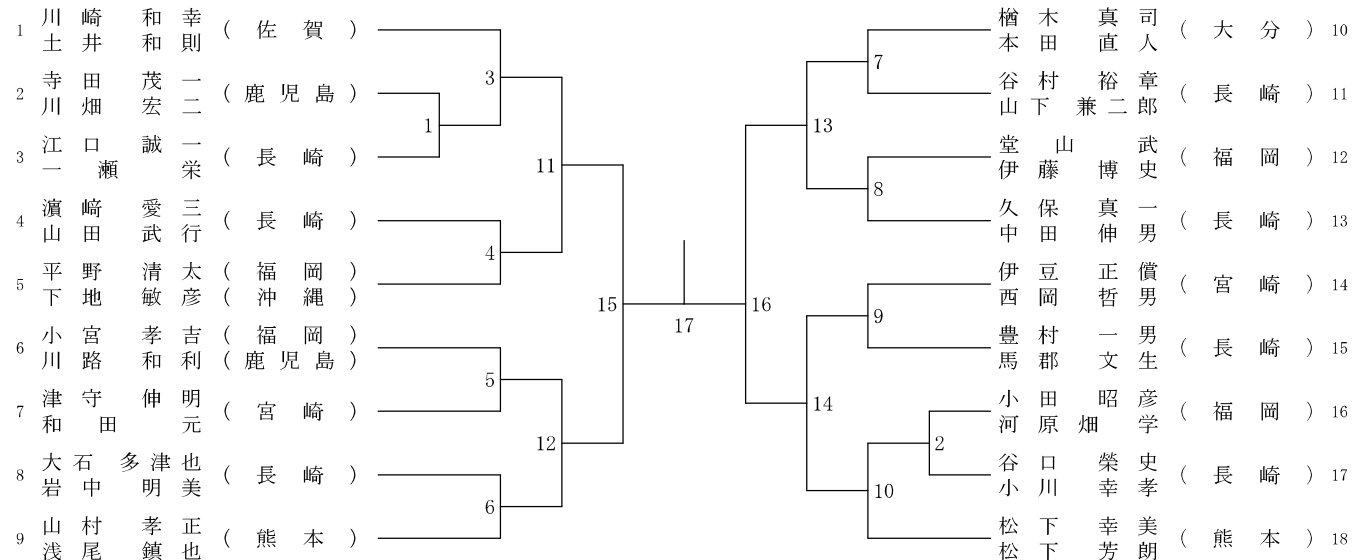 1 川崎 和幸 (佐賀)
土井 和則
2 寺田 茂一 (鹿児島)
川畑 宏二
3 江口 誠一 (長崎)
一瀬 栄
4 濵﨑 愛三 (長崎)
山田 武行
5 平野 清太 (福岡)
下地 敏彦 (沖縄)
6 小宮 孝吉 (福岡)
川路 和利 (鹿児島)
7 津守 伸明 (宮崎)
和田 元
8 大石 多津也 (長崎)
岩中 明美
9 山村 孝正 (熊本)
浅尾 鎮也 
3
1
11
4
15
5
12
6
17
16
7
13
8
9
14
2
10
楢木 真司 (大分) 10
本田 直人
谷村 裕章 (長崎) 11
山下 兼二郎
堂山 武 (福岡) 12
伊藤 博史
久保 真一 (長崎) 13
中田 伸男
伊豆 正償 (宮崎) 14
西岡 哲男
豊村 一男 (長崎) 15
馬郡 文生
小田 昭彦 (福岡) 16
河原畑 学
谷口 榮史 (長崎) 17
小川 幸孝
松下 幸美 (熊本) 18
松下 芳朗